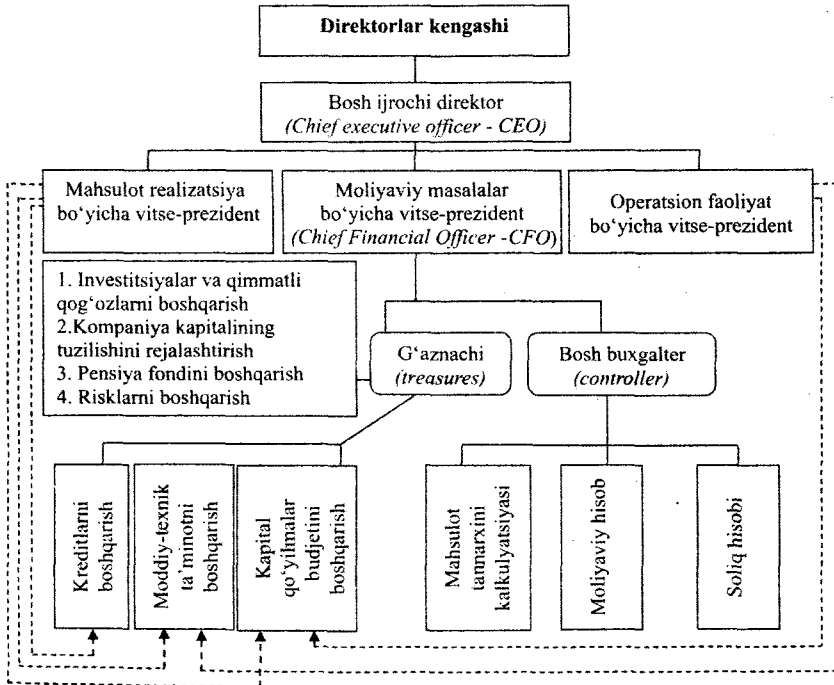 Direktorlar kengashi
Bosh ijrochi direktor
(Chief executive officer - CEO)
Mahsulot realizatsiya
bo‘yicha vitse-prezident
Moliyaviy masalalar
bo‘yicha vitse-prezident
(Chief Financial Officer -CFO)
Operatsion faoliyat
bo‘yicha vitse-prezident
1. Investitsiyalar va qimmatli
qog‘ozlarni boshqarish
2.Kompaniya kapitalining
tuzilishini rejalashtirish
3. Pensiya fondini boshqarish
4. Risklarni boshqarish
G‘aznachi
(treasures)
Bosh buxgalter
(controller)
Kreditlarni
boshqarish
Moddiy-texnik
ta’minotni
boshqarish
Kapital
qo‘yilmalar
budjetini
boshqarish
Mahsulot
tannarxini
kalkulyatsiyasi
Moliyaviy hisob
Soliq hisobi